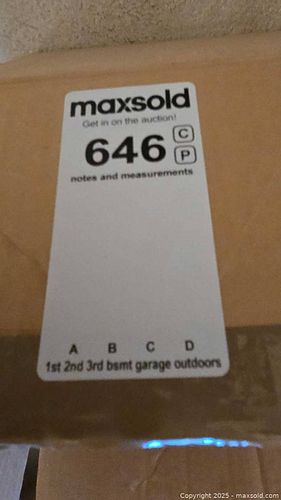 maxsold
Get in on the auction!
646 C
P
notes and measurements
A B C D
1st 2nd 3rd bsmt garage outdoors
Copyright 2025 - www.maxsold.com